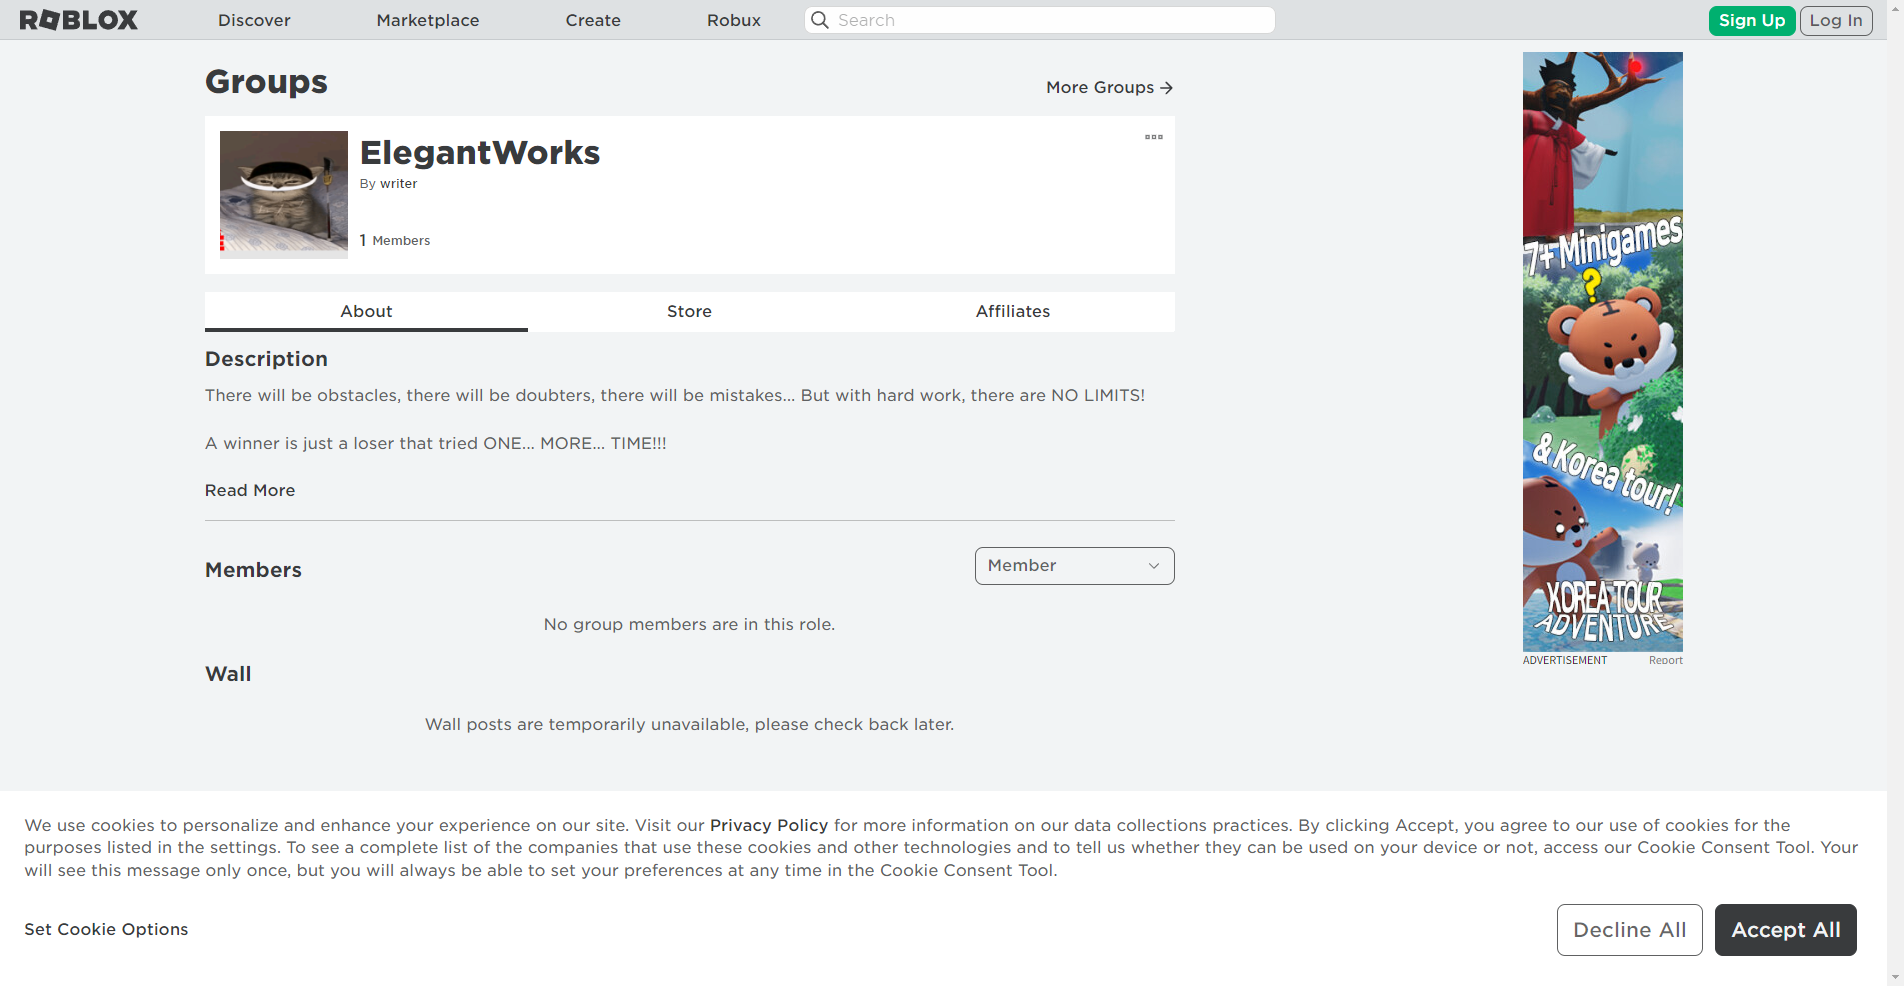 ROBLOX
Discover
Marketplace
Create
Robux
Search
Sign Up
Log In
Groups
More Groups
ElegantWorks
By writer
1 Members
About
Store
Affiliates
Description
There will be obstacles, there will be doubters, there will be mistakes... But with hard work, there are NO LIMITS!
A winner is just a loser that tried ONE... MORE... TIME!!!
Read More
Members
Member
No group members are in this role.
Wall
Wall posts are temporarily unavailable, please check back later.
7+ Minigames
?
& Korea tour!
KOREA TOUR
ADVENTURE
ADVERTISEMENT
Report
We use cookies to personalize and enhance your experience on our site. Visit our Privacy Policy for more information on our data collections practices. By clicking Accept, you agree to our use of cookies for the
purposes listed in the settings. To see a complete list of the companies that use these cookies and other technologies and to tell us whether they can be used on your device or not, access our Cookie Consent Tool. Your
will see this message only once, but you will always be able to set your preferences at any time in the Cookie Consent Tool.
Set Cookie Options
Decline All
Accept All